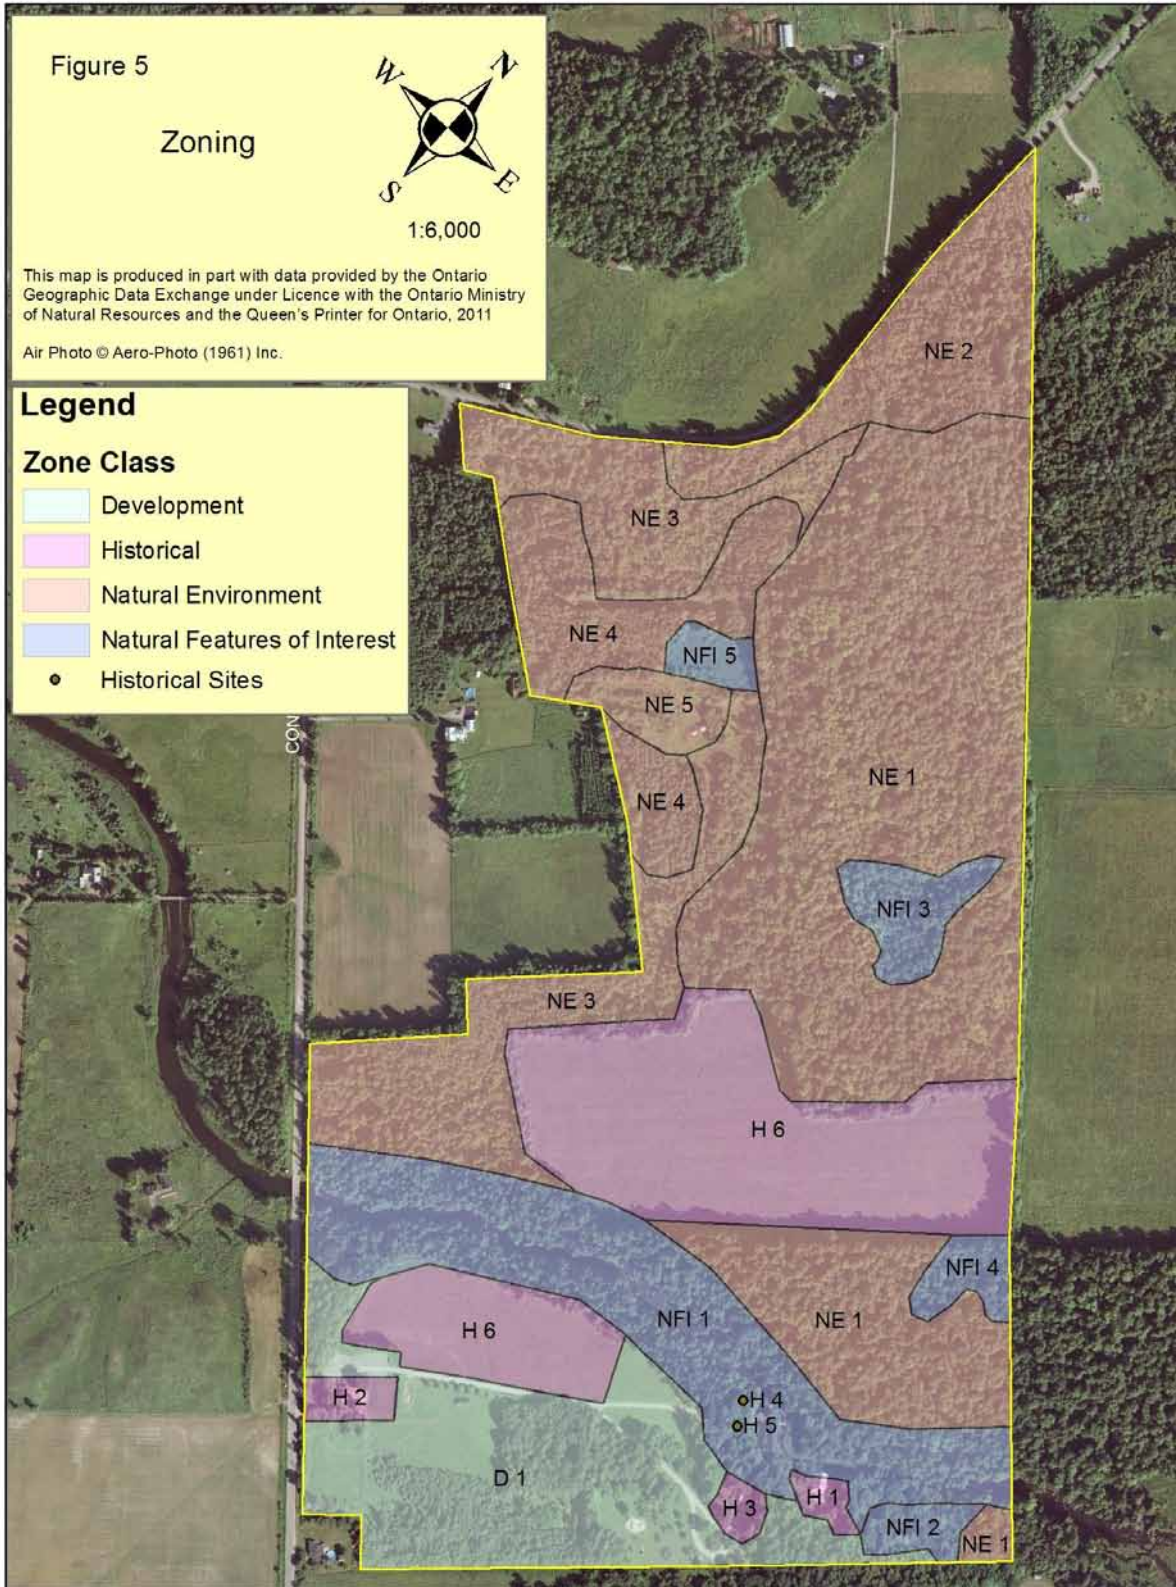 Figure 5
Zoning
W
N
S
E
1:6,000
This map is produced in part with data provided by the Ontario
Geographic Data Exchange under Licence with the Ontario Ministry
of Natural Resources and the Queen's Printer for Ontario, 2011
Air Photo © Aero-Photo (1961) Inc.
Legend
Zone Class
Development
Historical
Natural Environment
Natural Features of Interest
Historical Sites
CON
NE 2
NE 3
NE 4
NFI 5
NE 5
NE 1
NE 4
NFI 3
NE 3
H 6
NFI 4
NFI 1
NE 1
H 6
H 2
H 4
H 5
D 1
H 3
H 1
NFI 2
NE 1